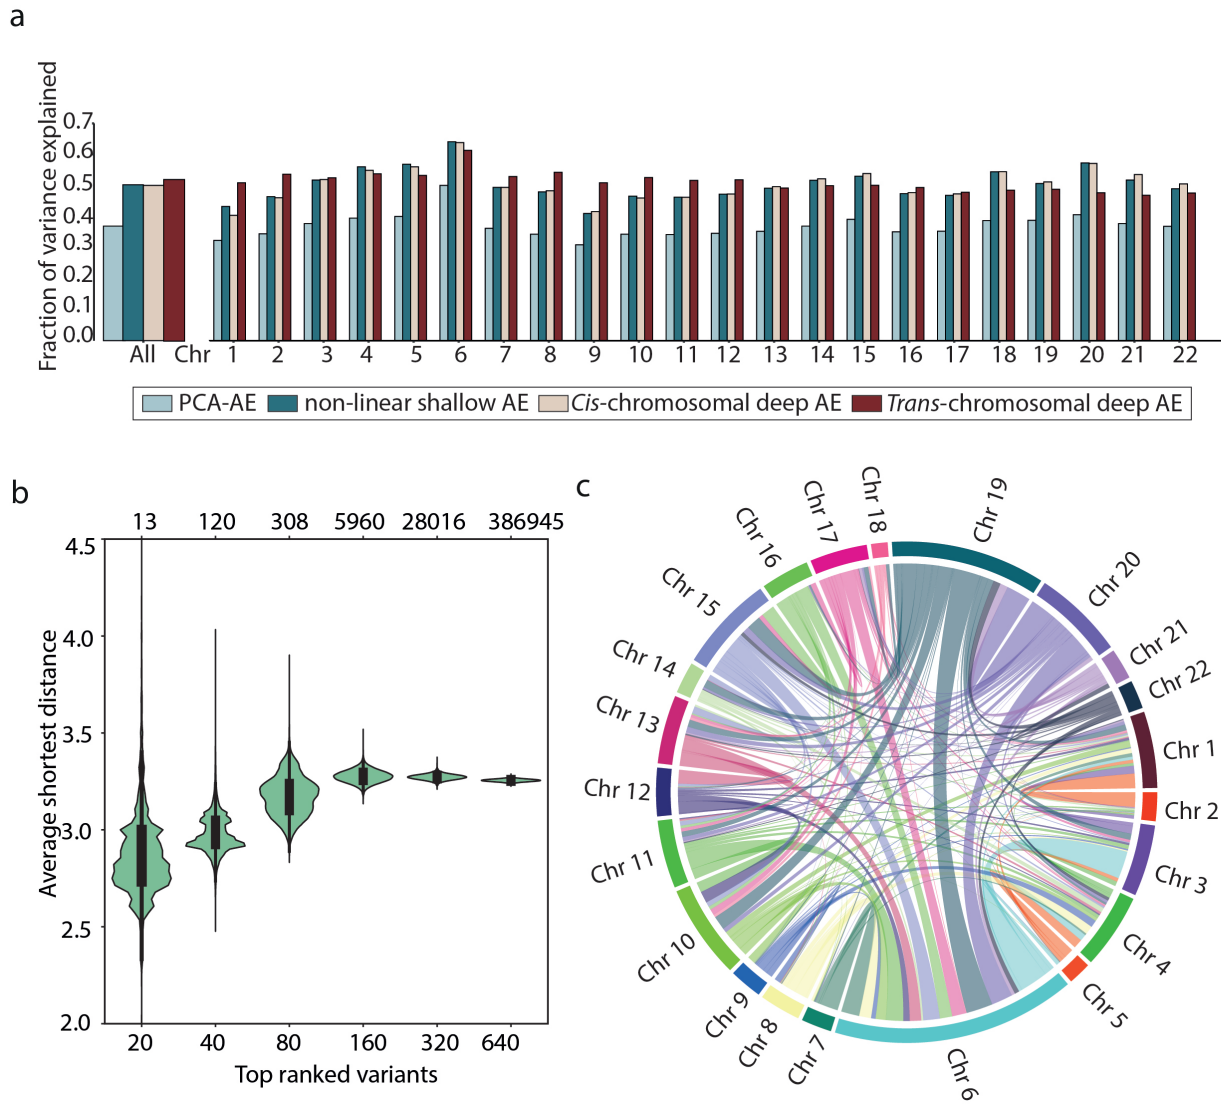 a
Fraction of variance explained
0.7
0.6
0.5
0.4
0.3
0.2
0.1
0.0
All Chr 1 2 3 4 5 6 7 8 9 10 11 12 13 14 15 16 17 18 19 20 21 22
PCA-AE non-linear shallow AE Cis-chromosomal deep AE Trans-chromosomal deep AE
b
13 120 308 5960 28016 386945
Average shortest distance
4.5
4.0
3.5
3.0
2.5
2.0
20 40 80 160 320 640
Top ranked variants
c
Chr 19
Chr 20
Chr 21
Chr 22
Chr 1
Chr 2
Chr 3
Chr 4
Chr 5
Chr 6
Chr 7
Chr 8
Chr 9
Chr 10
Chr 11
Chr 12
Chr 13
Chr 14
Chr 15
Chr 16
Chr 17
Chr 18